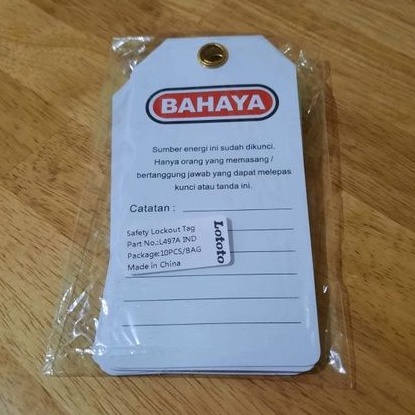 BAHAYA
Sumber energi ini sudah dikunci.
Hanya orang yang memasang /
bertanggung jawab yang dapat melepas
kunci atau tanda ini.
Catatan :
Safety Lockout Tag
Part No.:L497A IND
Package:10PCS/BAG
Made in China
Lototo